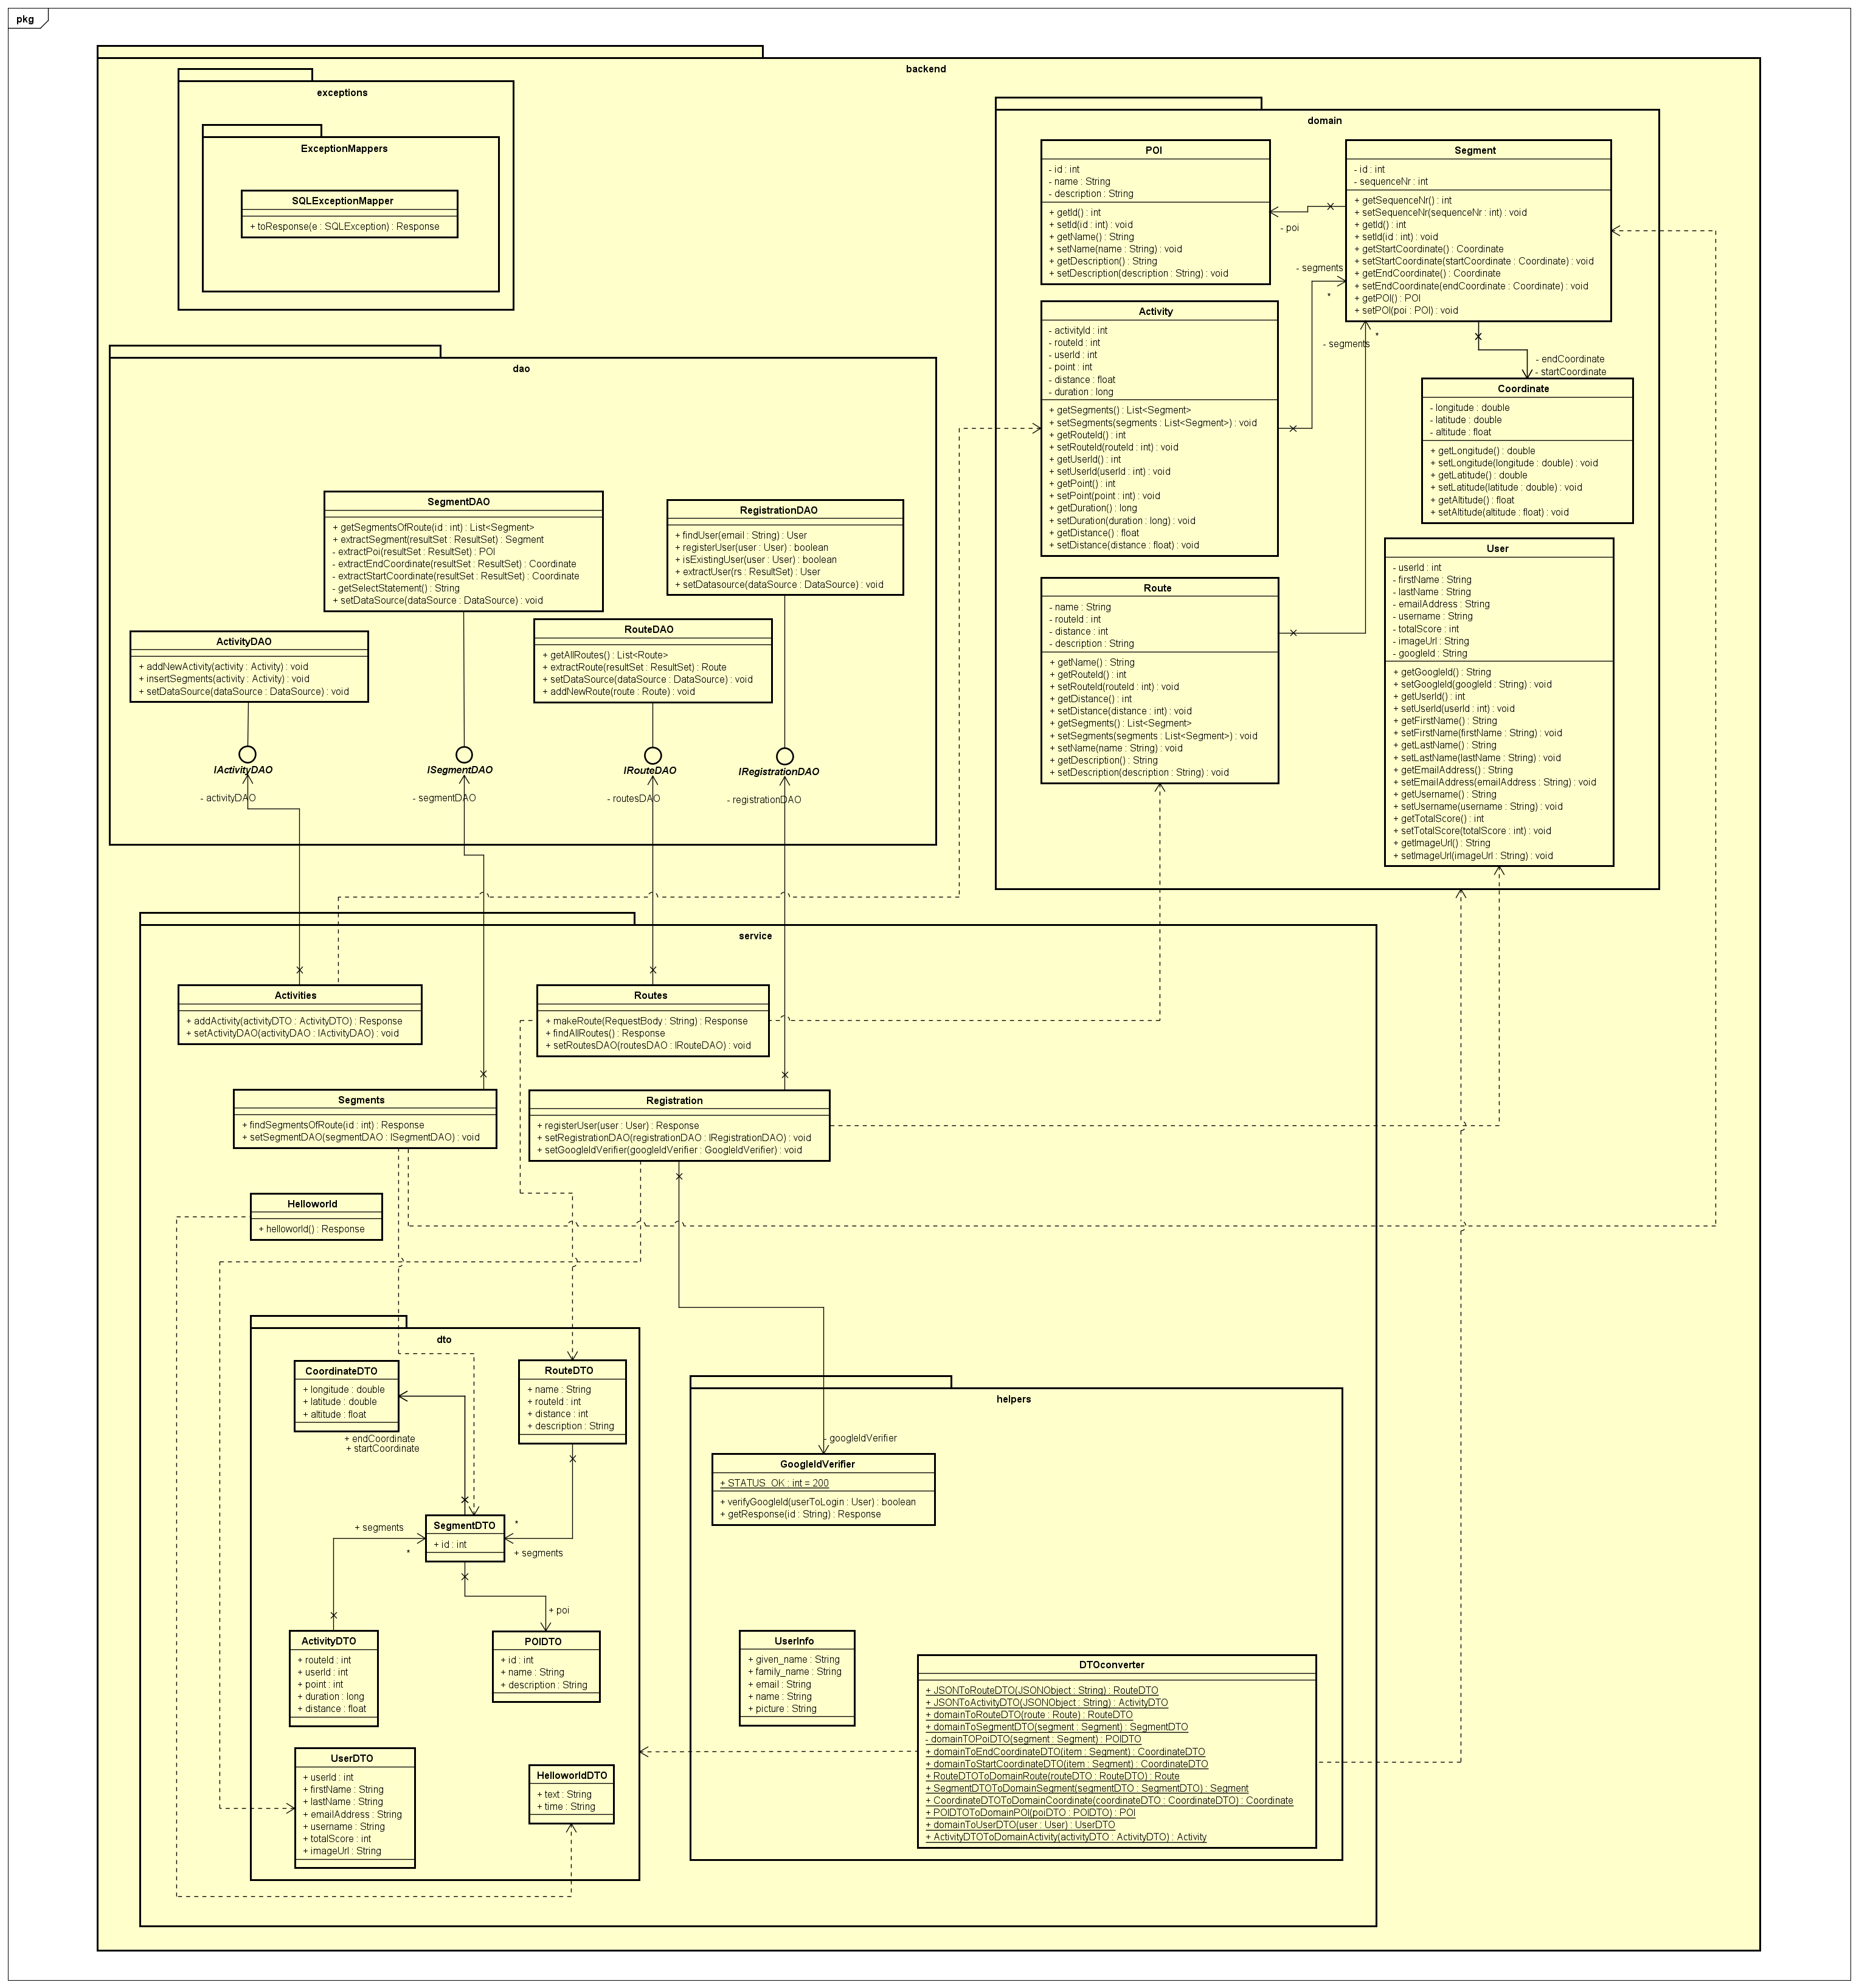 pkg
backend
exceptions
ExceptionMappers
SQLExceptionMapper
+ toResponse(e : SQLException) : Response
domain
POI
- id : int
- name : String
- description : String
+ getId() : int
+ setId(id : int) : void
+ getName() : String
+ setName(name : String) : void
+ getDescription() : String
+ setDescription(description : String) : void
Segment
- id : int
- sequenceNr : int
+ getSequenceNr() : int
+ setSequenceNr(sequenceNr : int) : void
+ getId() : int
+ setId(id : int) : void
+ getStartCoordinate() : Coordinate
+ setStartCoordinate(startCoordinate : Coordinate) : void
+ getEndCoordinate() : Coordinate
+ setEndCoordinate(endCoordinate : Coordinate) : void
+ getPOI() : POI
+ setPOI(poi : POI) : void
- poi
- segments
*
- segments
*
- endCoordinate
- startCoordinate
Activity
- activityId : int
- routeId : int
- userId : int
- point : int
- distance : float
- duration : long
+ getSegments() : List<Segment>
+ setSegments(segments : List<Segment>) : void
+ getRouteId() : int
+ setRouteId(routeId : int) : void
+ getUserId() : int
+ setUserId(userId : int) : void
+ getPoint() : int
+ setPoint(point : int) : void
+ getDuration() : long
+ setDuration(duration : long) : void
+ getDistance() : float
+ setDistance(distance : float) : void
Coordinate
- longitude : double
- latitude : double
- altitude : float
+ getLongitude() : double
+ setLongitude(longitude : double) : void
+ getLatitude() : double
+ setLatitude(latitude : double) : void
+ getAltitude() : float
+ setAltitude(altitude : float) : void
Route
- name : String
- routeId : int
- distance : int
- description : String
+ getName() : String
+ getRouteId() : int
+ setRouteId(routeId : int) : void
+ getDistance() : int
+ setDistance(distance : int) : void
+ getSegments() : List<Segment>
+ setSegments(segments : List<Segment>) : void
+ setName(name : String) : void
+ getDescription() : String
+ setDescription(description : String) : void
User
- userId : int
- firstName : String
- lastName : String
- emailAddress : String
- username : String
- totalScore : int
- imageUrl : String
- googleId : String
+ getGoogleId() : String
+ setGoogleId(googleId : String) : void
+ getUserId() : int
+ setUserId(userId : int) : void
+ getFirstName() : String
+ setFirstName(firstName : String) : void
+ getLastName() : String
+ setLastName(lastName : String) : void
+ getEmailAddress() : String
+ setEmailAddress(emailAddress : String) : void
+ getUsername() : String
+ setUsername(username : String) : void
+ getTotalScore() : int
+ setTotalScore(totalScore : int) : void
+ getImageUrl() : String
+ setImageUrl(imageUrl : String) : void
dao
SegmentDAO
+ getSegmentsOfRoute(id : int) : List<Segment>
+ extractSegment(resultSet : ResultSet) : Segment
- extractPoi(resultSet : ResultSet) : POI
- extractEndCoordinate(resultSet : ResultSet) : Coordinate
- extractStartCoordinate(resultSet : ResultSet) : Coordinate
- getSelectStatement() : String
+ setDataSource(dataSource : DataSource) : void
RegistrationDAO
+ findUser(email : String) : User
+ registerUser(user : User) : boolean
+ isExistingUser(user : User) : boolean
+ extractUser(rs : ResultSet) : User
+ setDatasource(dataSource : DataSource) : void
ActivityDAO
+ addNewActivity(activity : Activity) : void
+ insertSegments(activity : Activity) : void
+ setDataSource(dataSource : DataSource) : void
RouteDAO
+ getAllRoutes() : List<Route>
+ extractRoute(resultSet : ResultSet) : Route
+ setDataSource(dataSource : DataSource) : void
+ addNewRoute(route : Route) : void
IActivityDAO
ISegmentDAO
IRouteDAO
IRegistrationDAO
- activityDAO
- segmentDAO
- routesDAO
- registrationDAO
service
Activities
+ addActivity(activityDTO : ActivityDTO) : Response
+ setActivityDAO(activityDAO : IActivityDAO) : void
Routes
+ makeRoute(RequestBody : String) : Response
+ findAllRoutes() : Response
+ setRoutesDAO(routesDAO : IRouteDAO) : void
Segments
+ findSegmentsOfRoute(id : int) : Response
+ setSegmentDAO(segmentDAO : ISegmentDAO) : void
Registration
+ registerUser(user : User) : Response
+ setRegistrationDAO(registrationDAO : IRegistrationDAO) : void
+ setGoogleIdVerifier(googleIdVerifier : GoogleIdVerifier) : void
Helloworld
+ helloworld() : Response
dto
CoordinateDTO
+ longitude : double
+ latitude : double
+ altitude : float
+ endCoordinate
+ startCoordinate
RouteDTO
+ name : String
+ routeId : int
+ distance : int
+ description : String
SegmentDTO
+ id : int
+ segments
*
*
+ segments
+ poi
ActivityDTO
+ routeId : int
+ userId : int
+ point : int
+ duration : long
+ distance : float
POIDTO
+ id : int
+ name : String
+ description : String
UserDTO
+ userId : int
+ firstName : String
+ lastName : String
+ emailAddress : String
+ username : String
+ totalScore : int
+ imageUrl : String
HelloworldDTO
+ text : String
+ time : String
helpers
- googleIdVerifier
GoogleIdVerifier
+ STATUS_OK : int = 200
+ verifyGoogleId(userToLogin : User) : boolean
+ getResponse(id : String) : Response
UserInfo
+ given_name : String
+ family_name : String
+ email : String
+ name : String
+ picture : String
DTOconverter
+ JSONToRouteDTO(JSONObject : String) : RouteDTO
+ JSONToActivityDTO(JSONObject : String) : ActivityDTO
+ domainToRouteDTO(route : Route) : RouteDTO
+ domainToSegmentDTO(segment : Segment) : SegmentDTO
- domainTOPoiDTO(segment : Segment) : POIDTO
+ domainToEndCoordinateDTO(item : Segment) : CoordinateDTO
+ domainToStartCoordinateDTO(item : Segment) : CoordinateDTO
+ RouteDTOToDomainRoute(routeDTO : RouteDTO) : Route
+ SegmentDTOToDomainSegment(segmentDTO : SegmentDTO) : Segment
+ CoordinateDTOToDomainCoordinate(coordinateDTO : CoordinateDTO) : Coordinate
+ POIDTOToDomainPOI(poiDTO : POIDTO) : POI
+ domainToUserDTO(user : User) : UserDTO
+ ActivityDTOToDomainActivity(activityDTO : ActivityDTO) : Activity